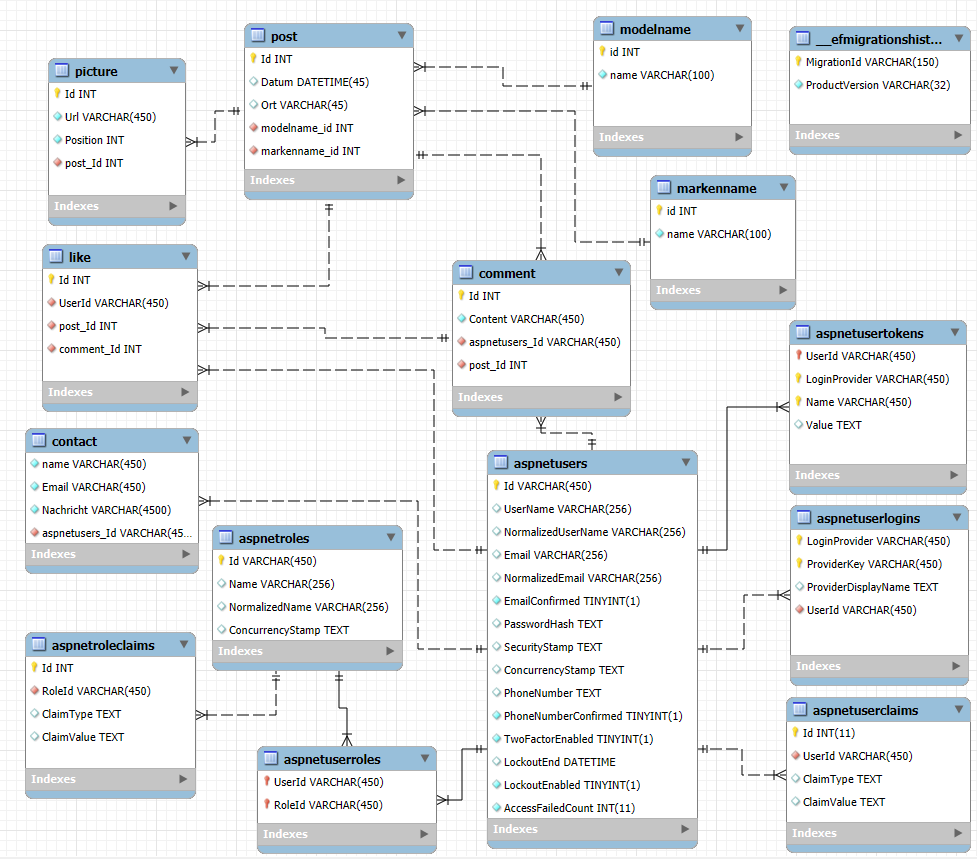 post
Id INT
Datum DATETIME(45)
Ort VARCHAR(45)
modelname_id INT
markenname_id INT
Indexes
modelname
id INT
name VARCHAR(100)
Indexes
__efmigrationshist...
MigrationId VARCHAR(150)
ProductVersion VARCHAR(32)
Indexes
picture
Id INT
Url VARCHAR(450)
Position INT
post_Id INT
Indexes
markenname
id INT
name VARCHAR(100)
Indexes
like
Id INT
UserId VARCHAR(450)
post_Id INT
comment_Id INT
Indexes
comment
Id INT
Content VARCHAR(450)
aspnetusers_Id VARCHAR(450)
post_Id INT
Indexes
aspnetusertokens
UserId VARCHAR(450)
LoginProvider VARCHAR(450)
Name VARCHAR(450)
Value TEXT
Indexes
contact
name VARCHAR(450)
Email VARCHAR(450)
Nachricht VARCHAR(4500)
aspnetusers_Id VARCHAR(45...
Indexes
aspnetusers
Id VARCHAR(450)
UserName VARCHAR(256)
NormalizedUserName VARCHAR(256)
Email VARCHAR(256)
NormalizedEmail VARCHAR(256)
EmailConfirmed TINYINT(1)
PasswordHash TEXT
SecurityStamp TEXT
ConcurrencyStamp TEXT
PhoneNumber TEXT
PhoneNumberConfirmed TINYINT(1)
TwoFactorEnabled TINYINT(1)
LockoutEnd DATETIME
LockoutEnabled TINYINT(1)
AccessFailedCount INT(11)
Indexes
aspnetuserlogins
LoginProvider VARCHAR(450)
ProviderKey VARCHAR(450)
ProviderDisplayName TEXT
UserId VARCHAR(450)
Indexes
aspnetroles
Id VARCHAR(450)
Name VARCHAR(256)
NormalizedName VARCHAR(256)
ConcurrencyStamp TEXT
Indexes
aspnetroleclaims
Id INT
RoleId VARCHAR(450)
ClaimType TEXT
ClaimValue TEXT
Indexes
aspnetuserroles
UserId VARCHAR(450)
RoleId VARCHAR(450)
Indexes
aspnetuserclaims
Id INT(11)
UserId VARCHAR(450)
ClaimType TEXT
ClaimValue TEXT
Indexes